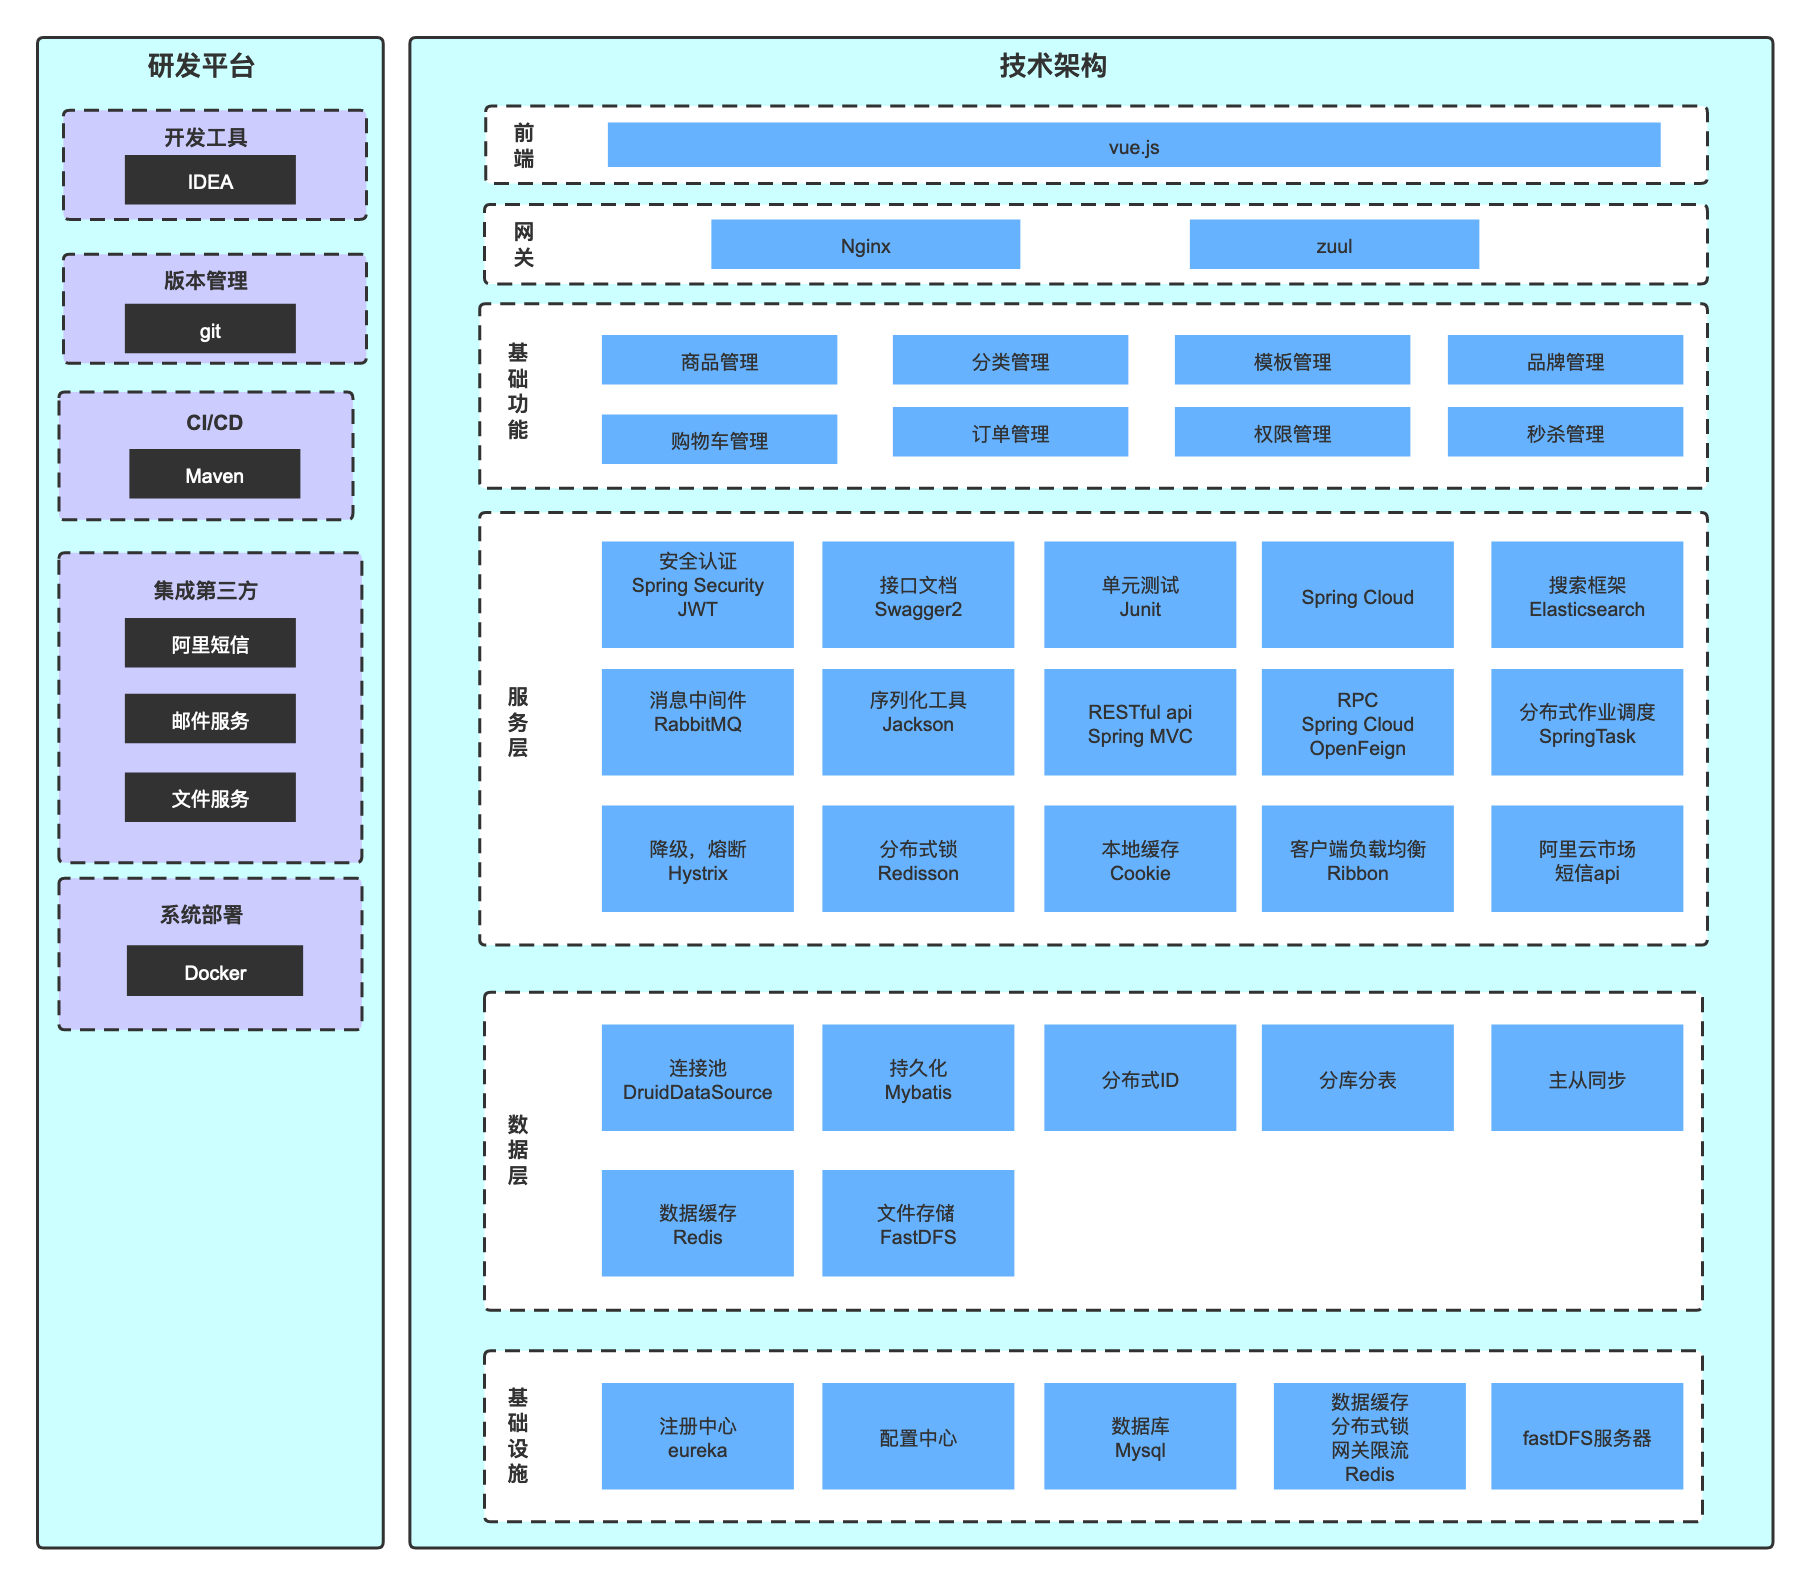 研发平台
开发工具
IDEA
版本管理
git
CI/CD
Maven
集成第三方
阿里短信
邮件服务
文件服务
系统部署
Docker
技术架构
前
端
vue.js
网
关
Nginx
zuul
基
础
功
能
商品管理
分类管理
模板管理
品牌管理
购物车管理
订单管理
权限管理
秒杀管理
服
务
层
安全认证
Spring Security
JWT
接口文档
Swagger2
单元测试
Junit
Spring Cloud
搜索框架
Elasticsearch
消息中间件
RabbitMQ
序列化工具
Jackson
RESTful api
Spring MVC
RPC
Spring Cloud
OpenFeign
分布式作业调度
SpringTask
降级，熔断
Hystrix
分布式锁
Redisson
本地缓存
Cookie
客户端负载均衡
Ribbon
阿里云市场
短信api
数
据
层
连接池
DruidDataSource
持久化
Mybatis
分布式ID
分库分表
主从同步
数据缓存
Redis
文件存储
FastDFS
基
础
设
施
注册中心
eureka
配置中心
数据库
Mysql
数据缓存
分布式锁
网关限流
Redis
fastDFS服务器